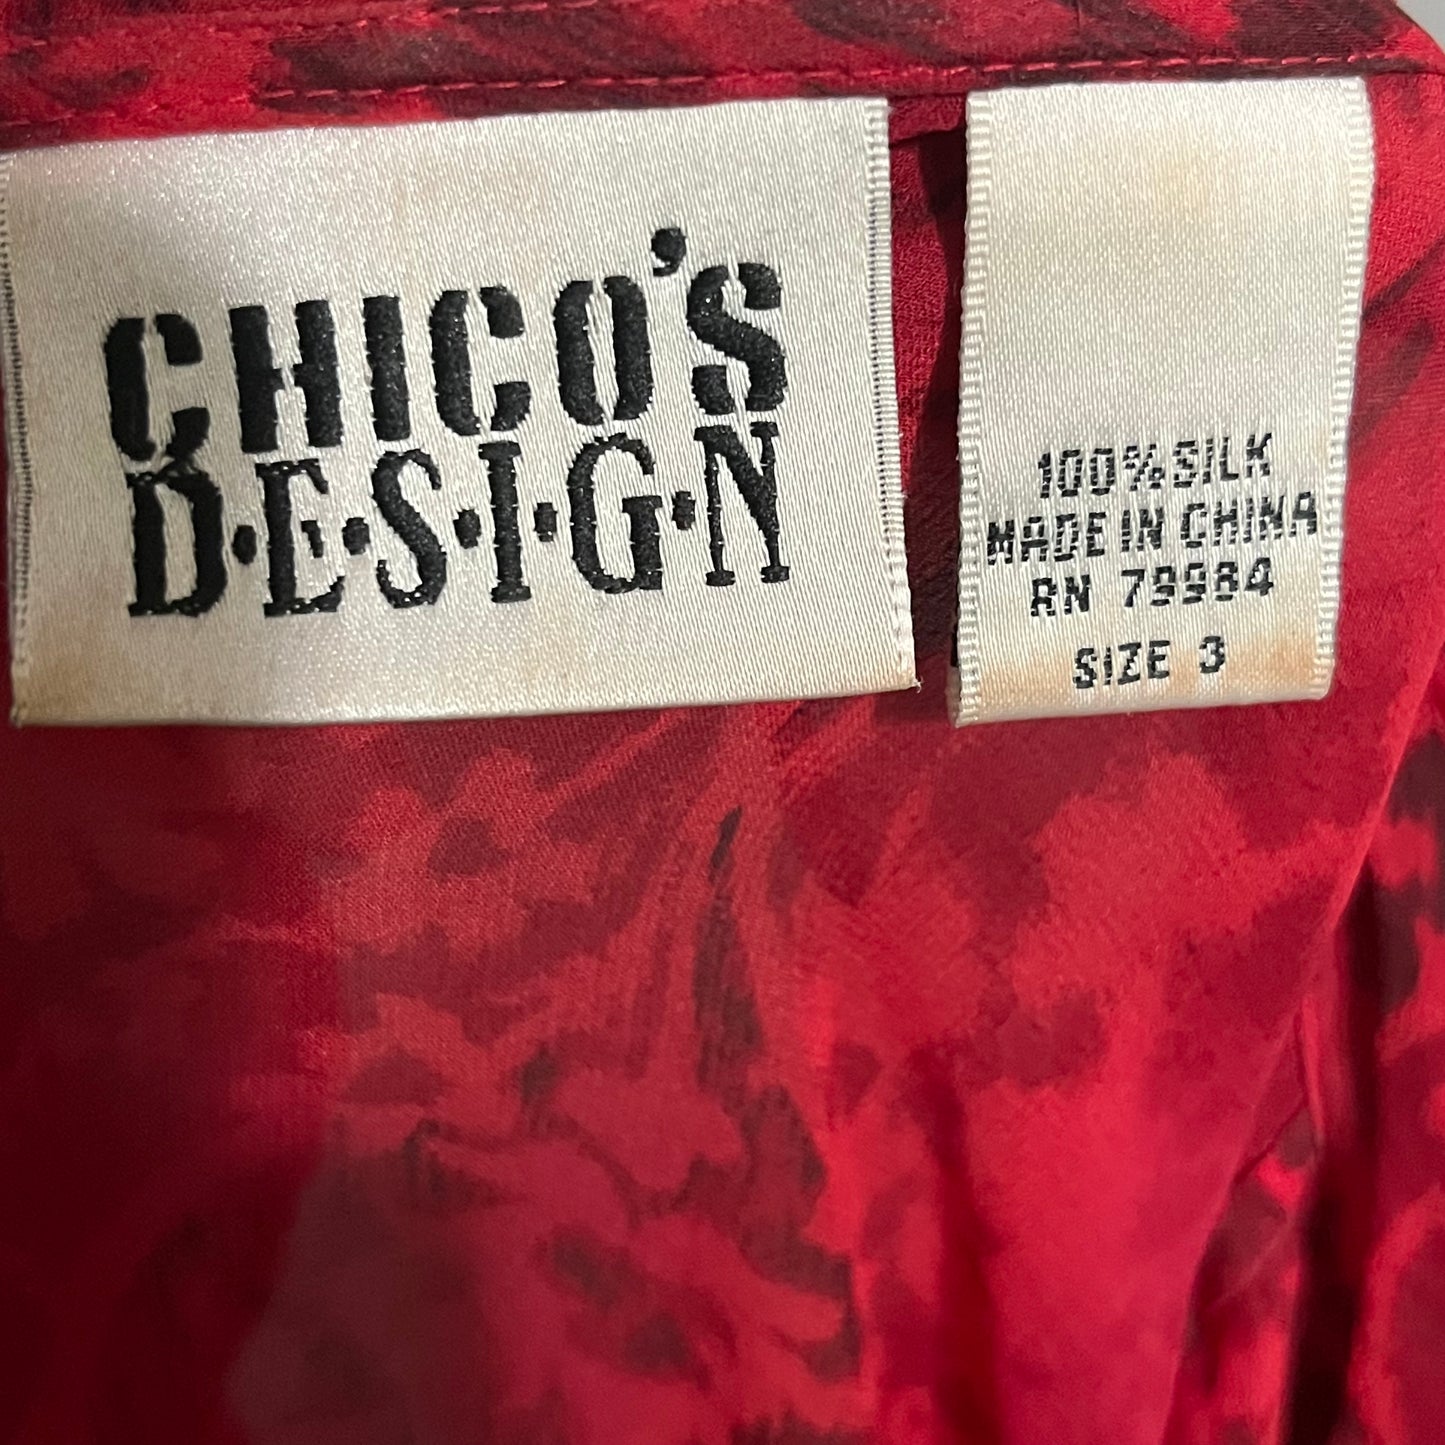 CHICO'S
D·E·S·I·G·N
100% SILK
MADE IN CHINA
RN 79984
SIZE 3